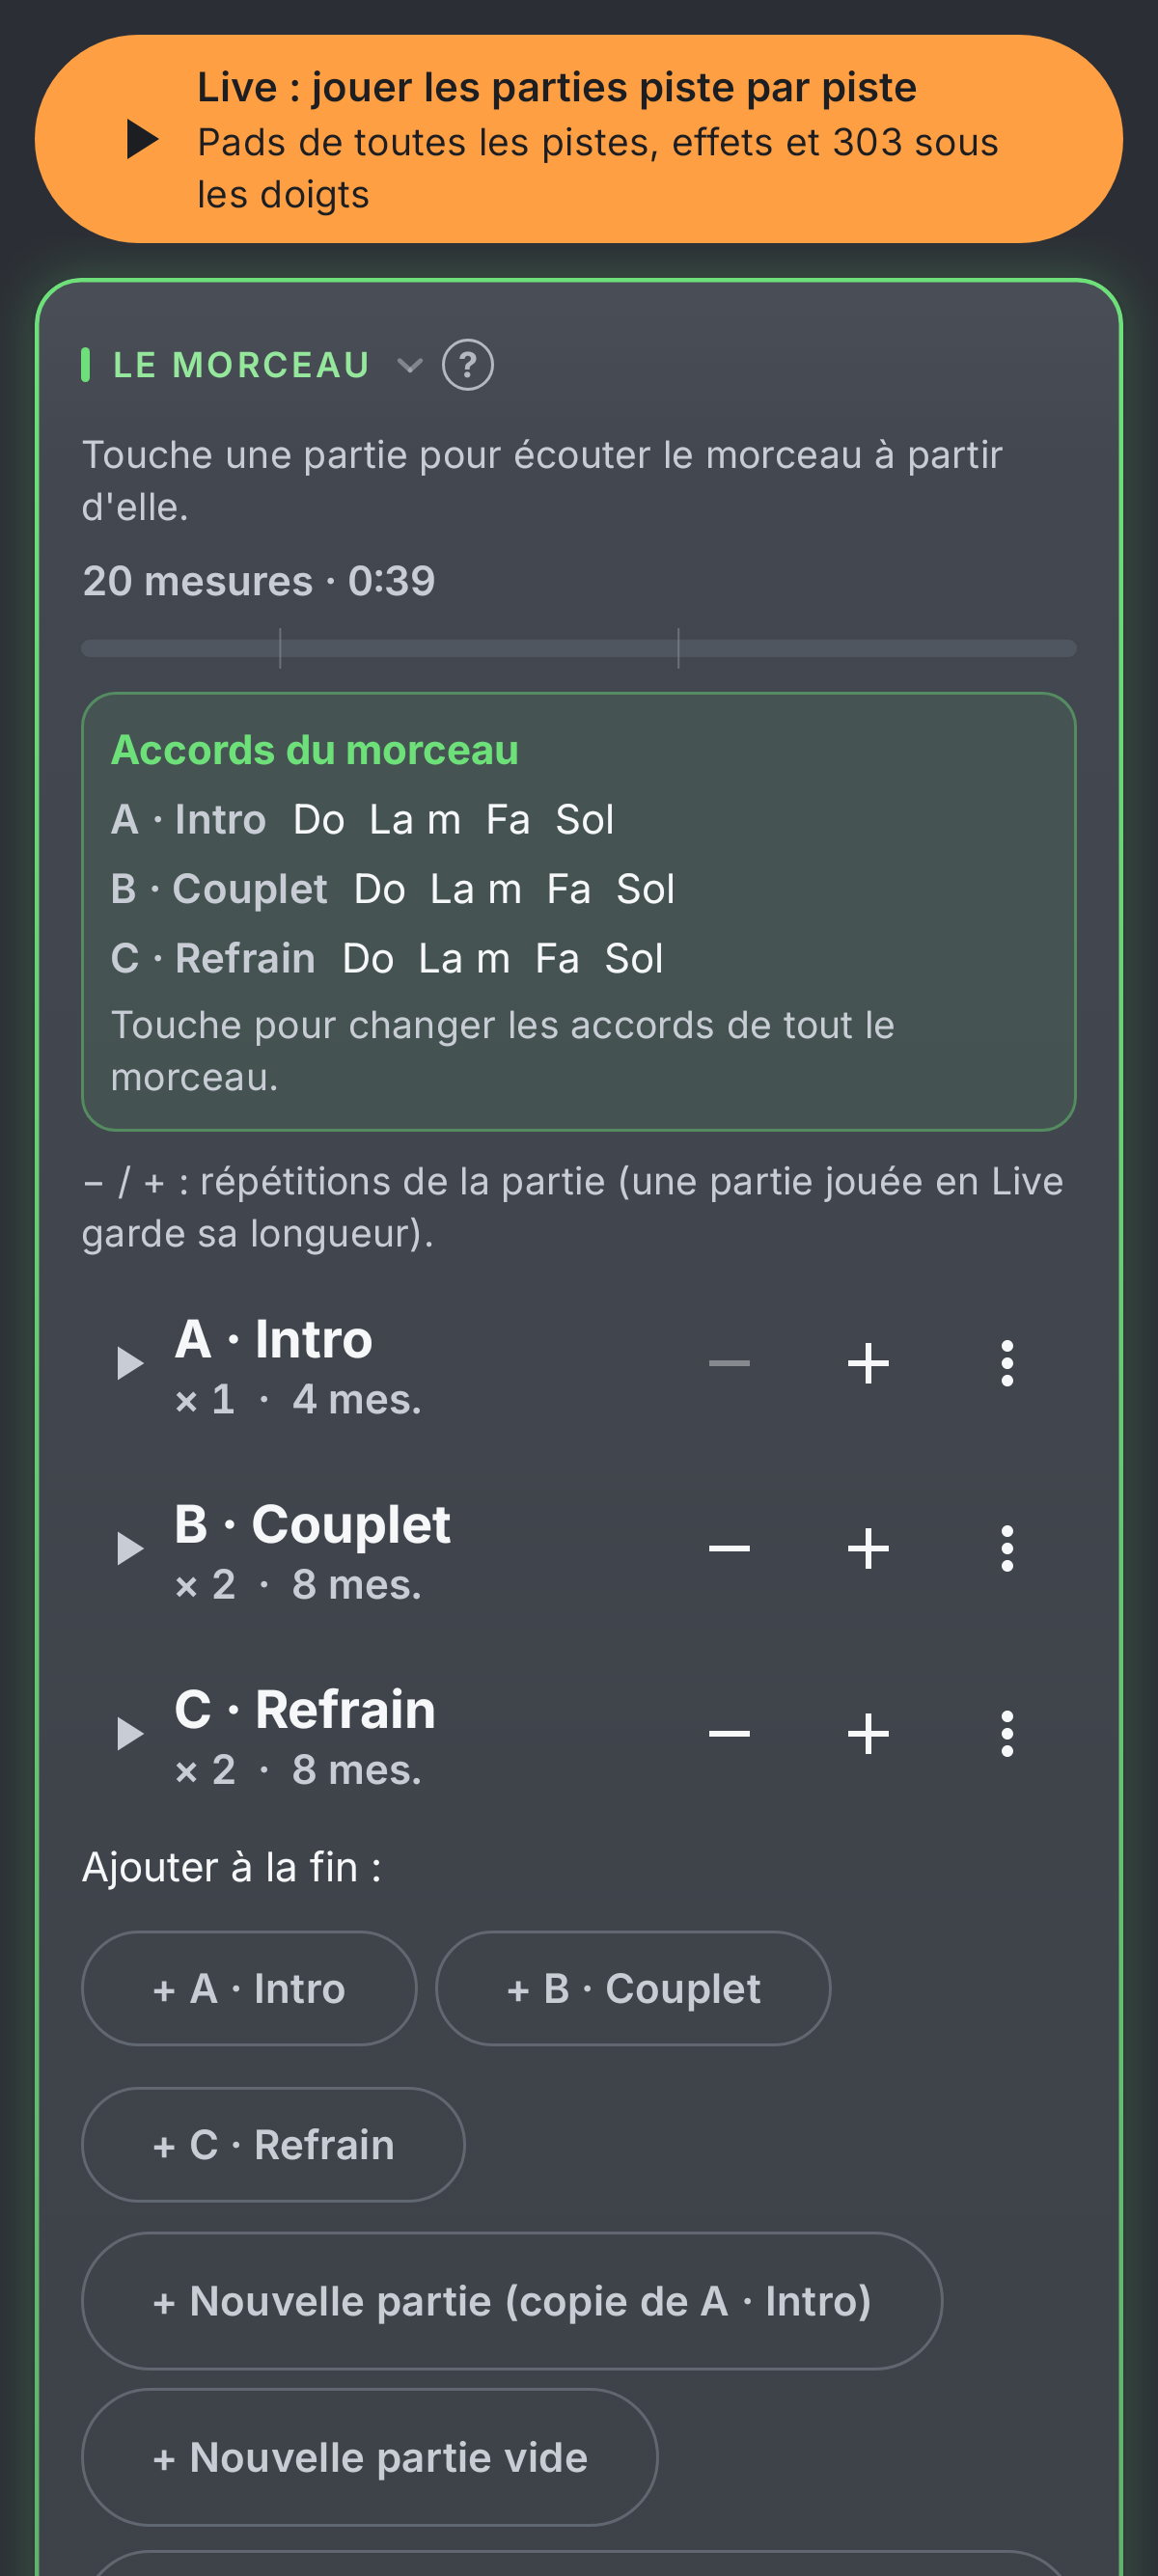 Live : jouer les parties piste par piste
Pads de toutes les pistes, effets et 303 sous
les doigts
LE MORCEAU ?
Touche une partie pour écouter le morceau à partir
d'elle.
20 mesures · 0:39
Accords du morceau
A · Intro Do La m Fa Sol
B · Couplet Do La m Fa Sol
C · Refrain Do La m Fa Sol
Touche pour changer les accords de tout le
morceau.
− / + : répétitions de la partie (une partie jouée en Live
garde sa longueur).
A · Intro
× 1 · 4 mes.
B · Couplet
× 2 · 8 mes.
C · Refrain
× 2 · 8 mes.
Ajouter à la fin :
+ A · Intro + B · Couplet
+ C · Refrain
+ Nouvelle partie (copie de A · Intro)
+ Nouvelle partie vide